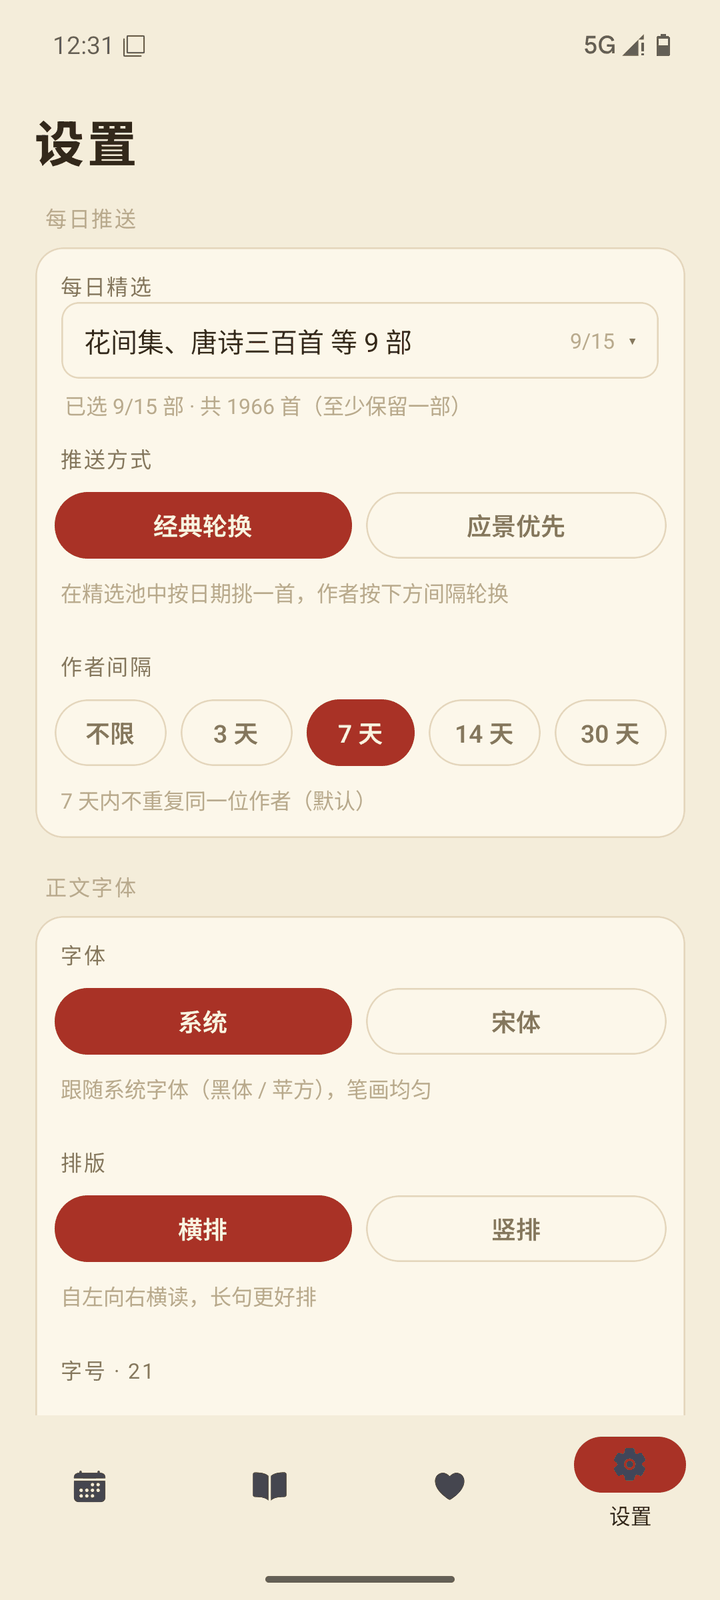 12:31
5G
设置
每日推送
每日精选
花间集、唐诗三百首 等 9 部 9/15 ▾
已选 9/15 部 · 共 1966 首（至少保留一部）
推送方式
经典轮换 应景优先
在精选池中按日期挑一首，作者按下方间隔轮换
作者间隔
不限 3 天 7 天 14 天 30 天
7 天内不重复同一位作者（默认）
正文字体
字体
系统 宋体
跟随系统字体（黑体 / 苹方），笔画均匀
排版
横排 竖排
自左向右横读，长句更好排
字号 · 21
设置